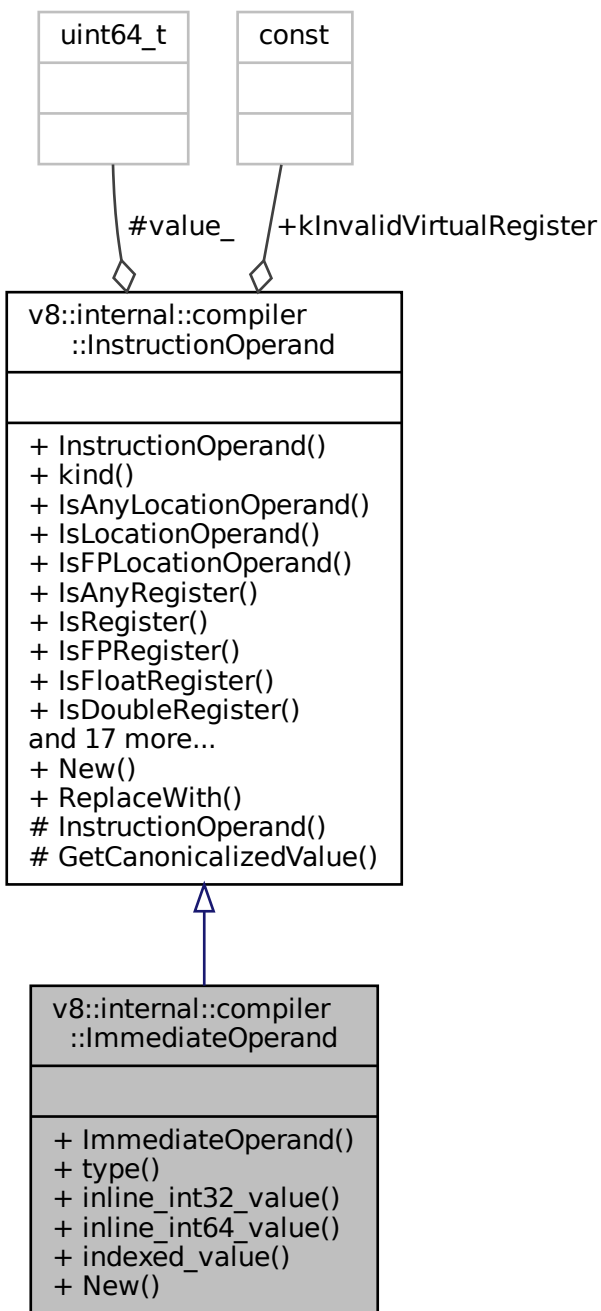 uint64_t
const
#value_
+kInvalidVirtualRegister
v8::internal::compiler
::InstructionOperand
+ InstructionOperand()
+ kind()
+ IsAnyLocationOperand()
+ IsLocationOperand()
+ IsFPLocationOperand()
+ IsAnyRegister()
+ IsRegister()
+ IsFPRegister()
+ IsFloatRegister()
+ IsDoubleRegister()
and 17 more...
+ New()
+ ReplaceWith()
# InstructionOperand()
# GetCanonicalizedValue()
v8::internal::compiler
::ImmediateOperand
+ ImmediateOperand()
+ type()
+ inline_int32_value()
+ inline_int64_value()
+ indexed_value()
+ New()